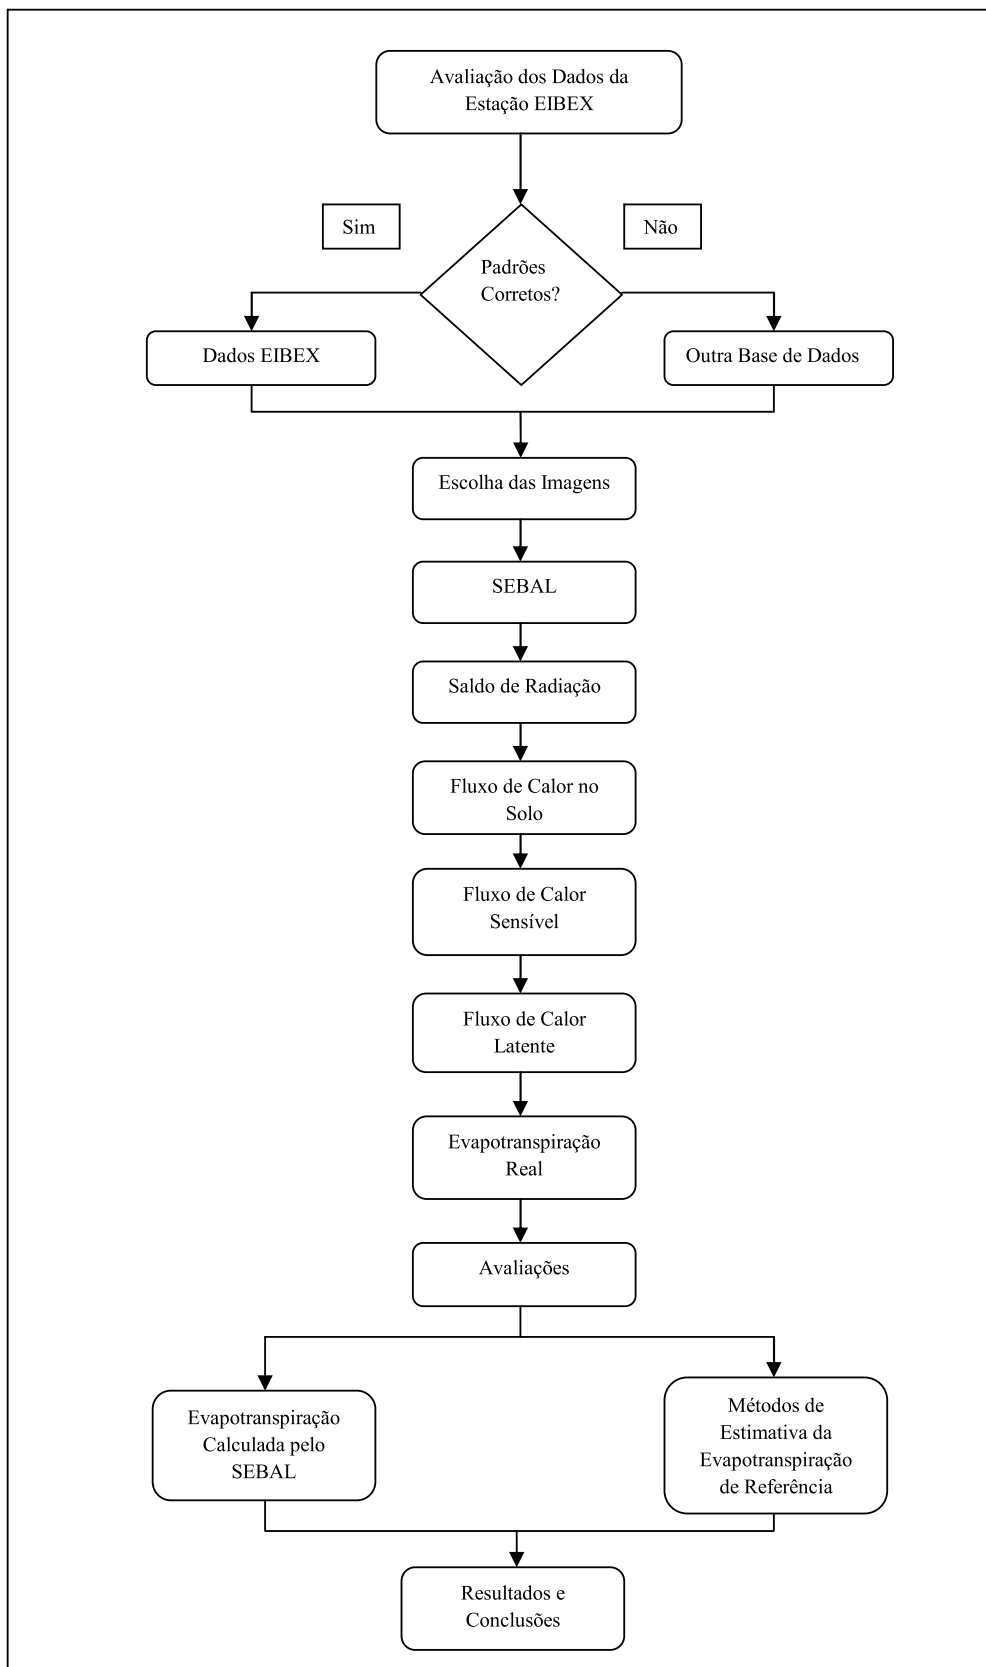 Avaliação dos Dados da
Estação EIBEX
Sim
Não
Padrões
Corretos?
Dados EIBEX
Outra Base de Dados
Escolha das Imagens
SEBAL
Saldo de Radiação
Fluxo de Calor no
Solo
Fluxo de Calor
Sensível
Fluxo de Calor
Latente
Evapotranspiração
Real
Avaliações
Evapotranspiração
Calculada pelo
SEBAL
Métodos de
Estimativa da
Evapotranspiração
de Referência
Resultados e
Conclusões